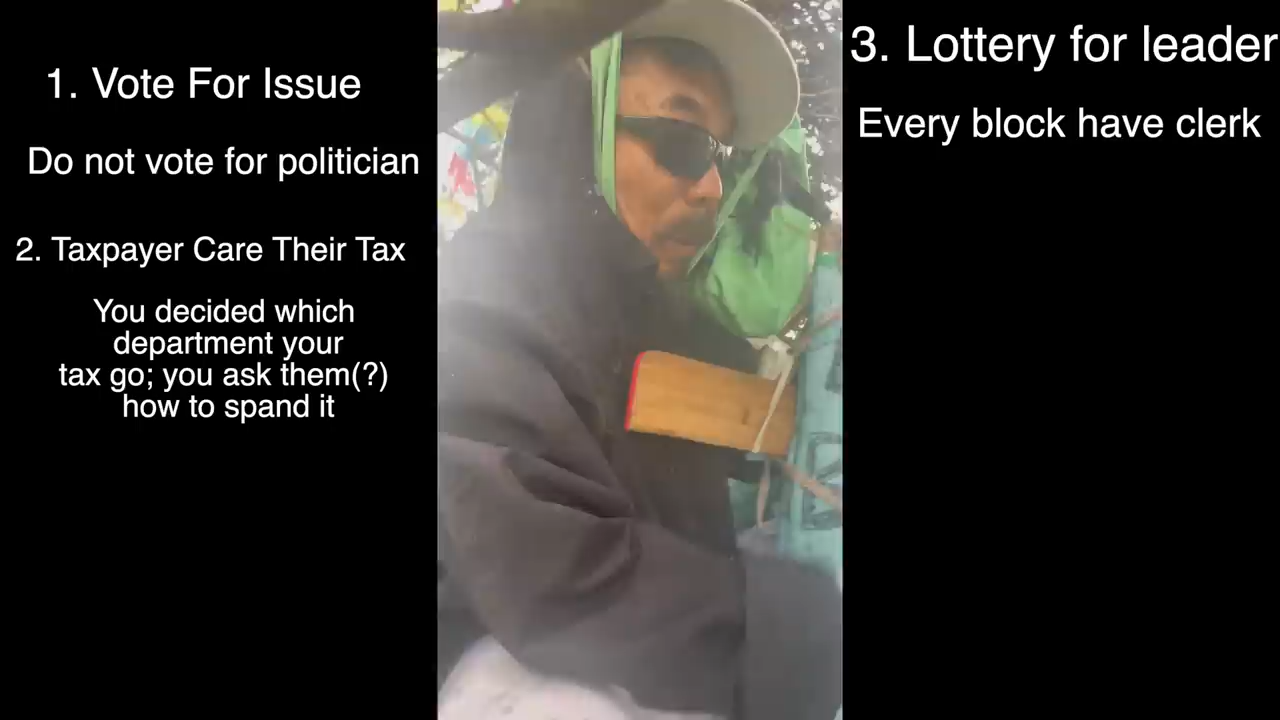 1. Vote For Issue
Do not vote for politician
2. Taxpayer Care Their Tax
You decided which
department your
tax go; you ask them(?)
how to spand it
3. Lottery for leader
Every block have clerk